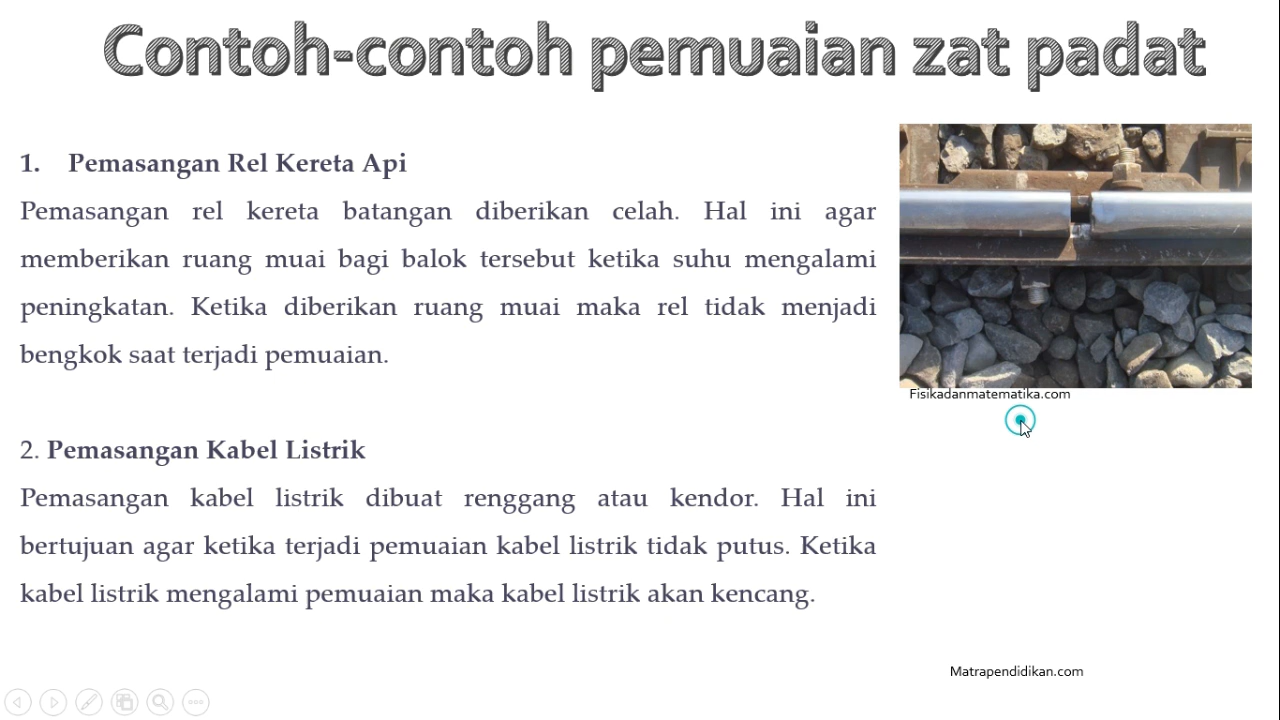 Contoh-contoh pemuaian zat padat
1. Pemasangan Rel Kereta Api
Pemasangan rel kereta batangan diberikan celah. Hal ini agar
memberikan ruang muai bagi balok tersebut ketika suhu mengalami
peningkatan. Ketika diberikan ruang muai maka rel tidak menjadi
bengkok saat terjadi pemuaian.
Fisikadanmatematika.com
2. Pemasangan Kabel Listrik
Pemasangan kabel listrik dibuat renggang atau kendor. Hal ini
bertujuan agar ketika terjadi pemuaian kabel listrik tidak putus. Ketika
kabel listrik mengalami pemuaian maka kabel listrik akan kencang.
Matrapendidikan.com